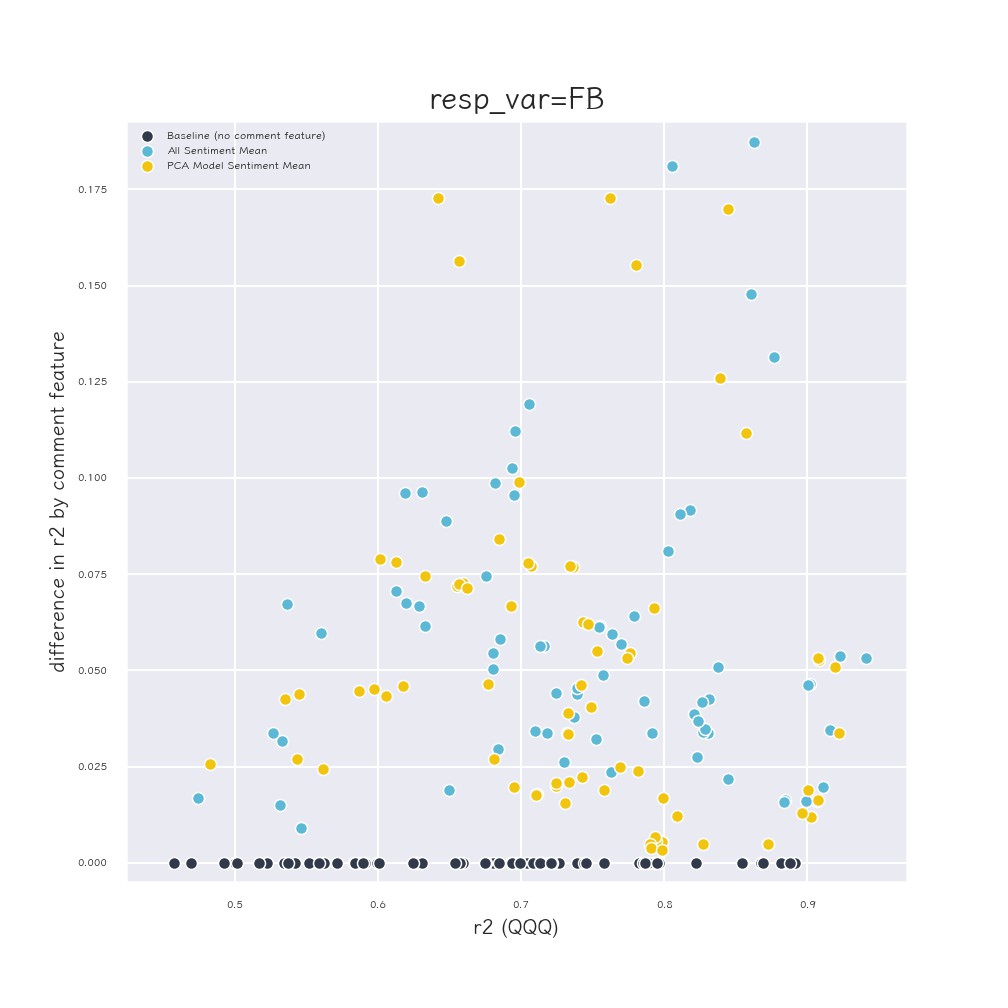 resp_var=FB
Baseline (no comment feature)
All Sentiment Mean
PCA Model Sentiment Mean
difference in r2 by comment feature
0.175
0.150
0.125
0.100
0.075
0.050
0.025
0.000
0.5 0.6 0.7 0.8 0.9
r2 (QQQ)